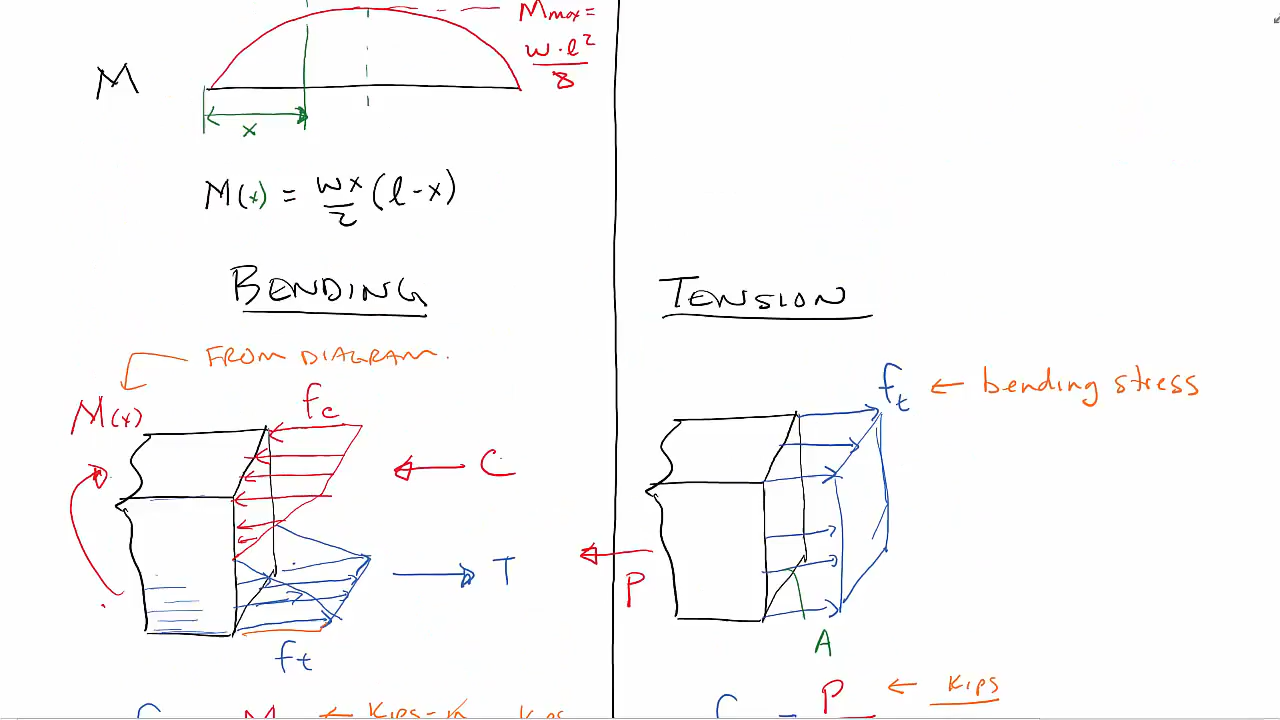 Mmax =
w·l²
8
M
x
M(x) = wx/2 (l-x)
BENDING
FROM DIAGRAM.
M(x)
fc
C
T
ft
TENSION
ft ← bending stress
P
A
P ← kips